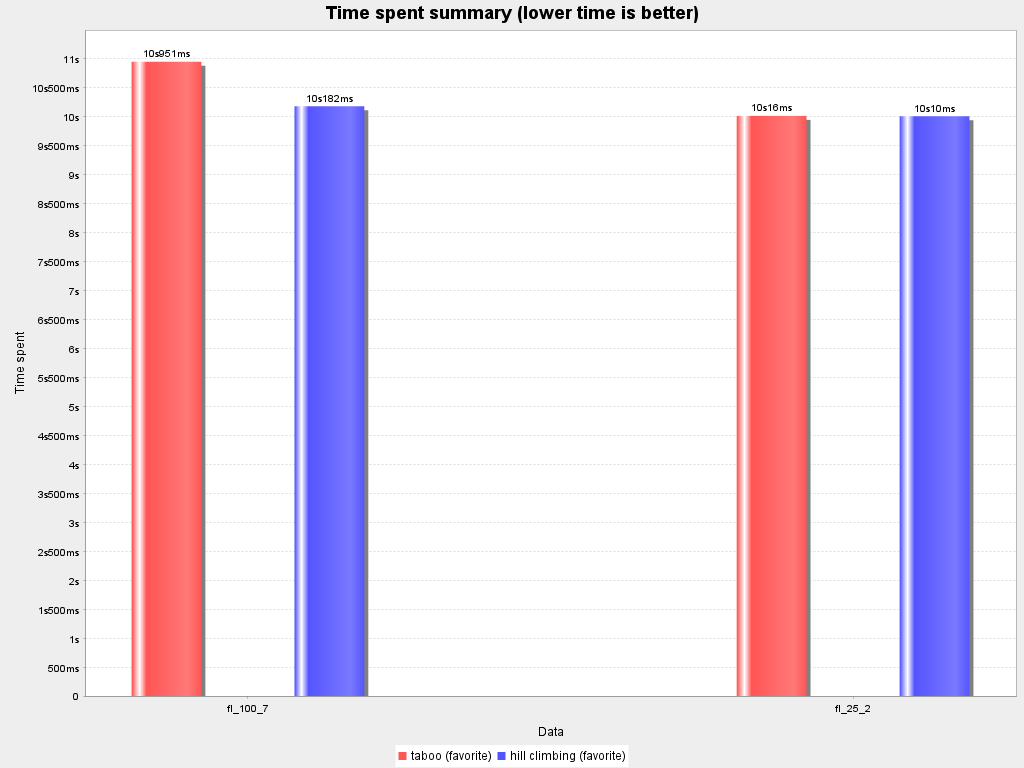 Time spent summary (lower time is better)
10s951ms
10s182ms
10s16ms
10s10ms
11s
10s500ms
10s
9s500ms
9s
8s500ms
8s
7s500ms
7s
6s500ms
6s
5s500ms
5s
4s500ms
4s
3s500ms
3s
2s500ms
2s
1s500ms
1s
500ms
0
Time spent
fl_100_7
fl_25_2
Data
taboo (favorite) hill climbing (favorite)